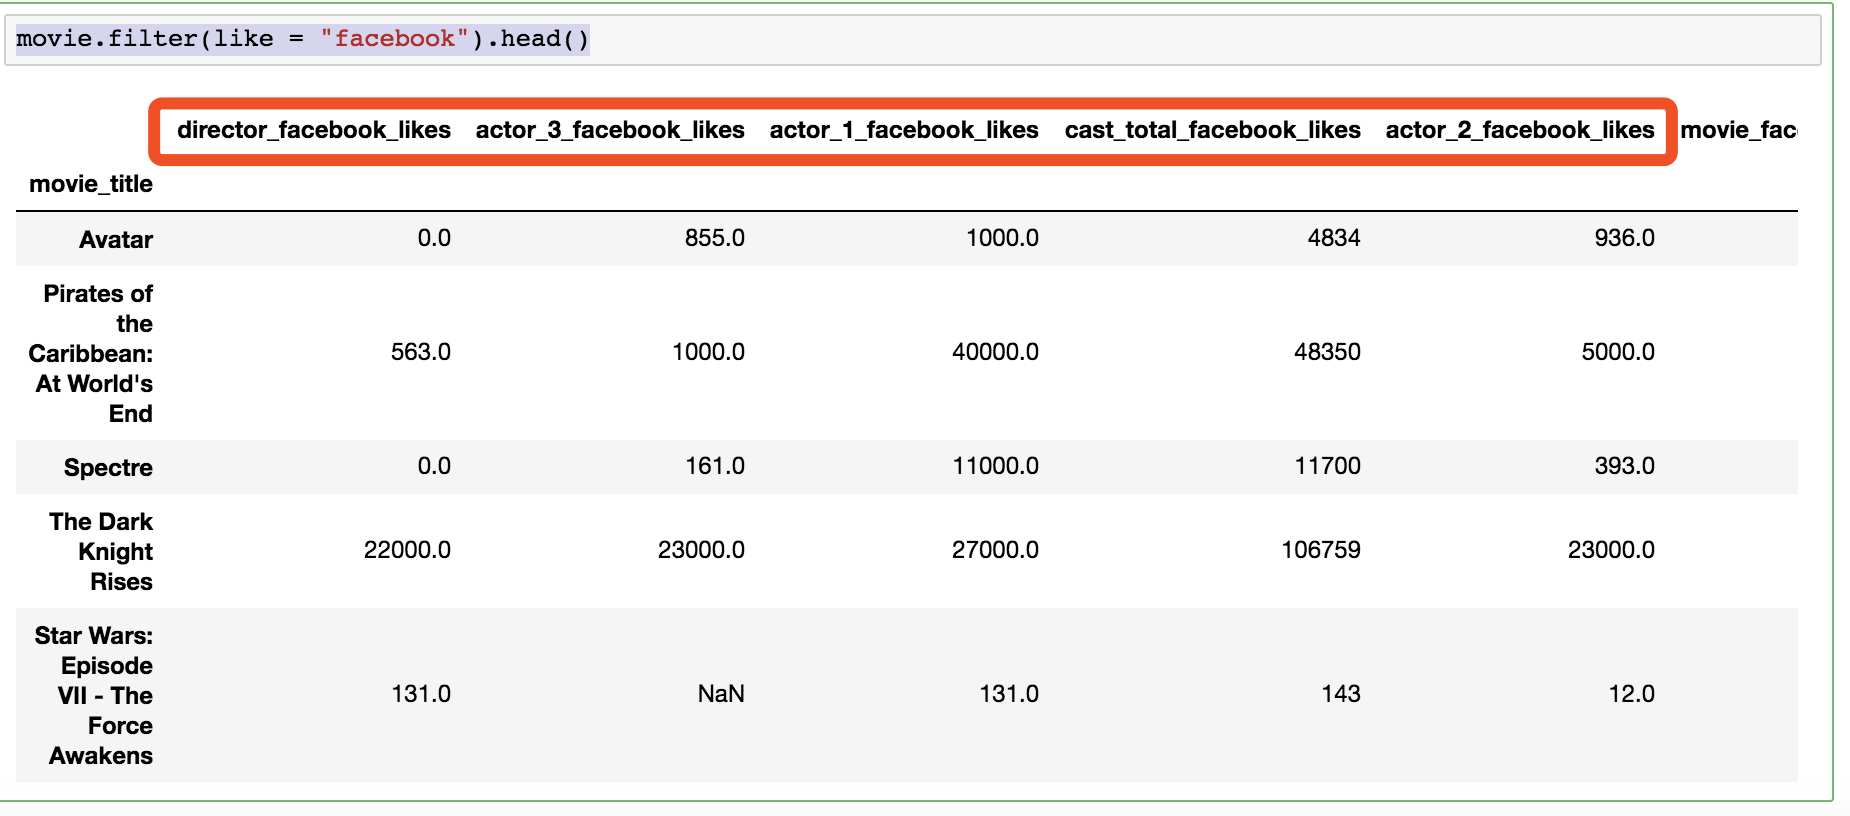 movie.filter(like = "facebook").head()
director_facebook_likes actor_3_facebook_likes actor_1_facebook_likes cast_total_facebook_likes actor_2_facebook_likes movie_fac
movie_title
Avatar 0.0 855.0 1000.0 4834 936.0
Pirates of
the
Caribbean: 563.0 1000.0 40000.0 48350 5000.0
At World's
End
Spectre 0.0 161.0 11000.0 11700 393.0
The Dark
Knight 22000.0 23000.0 27000.0 106759 23000.0
Rises
Star Wars:
Episode
VII - The 131.0 NaN 131.0 143 12.0
Force
Awakens